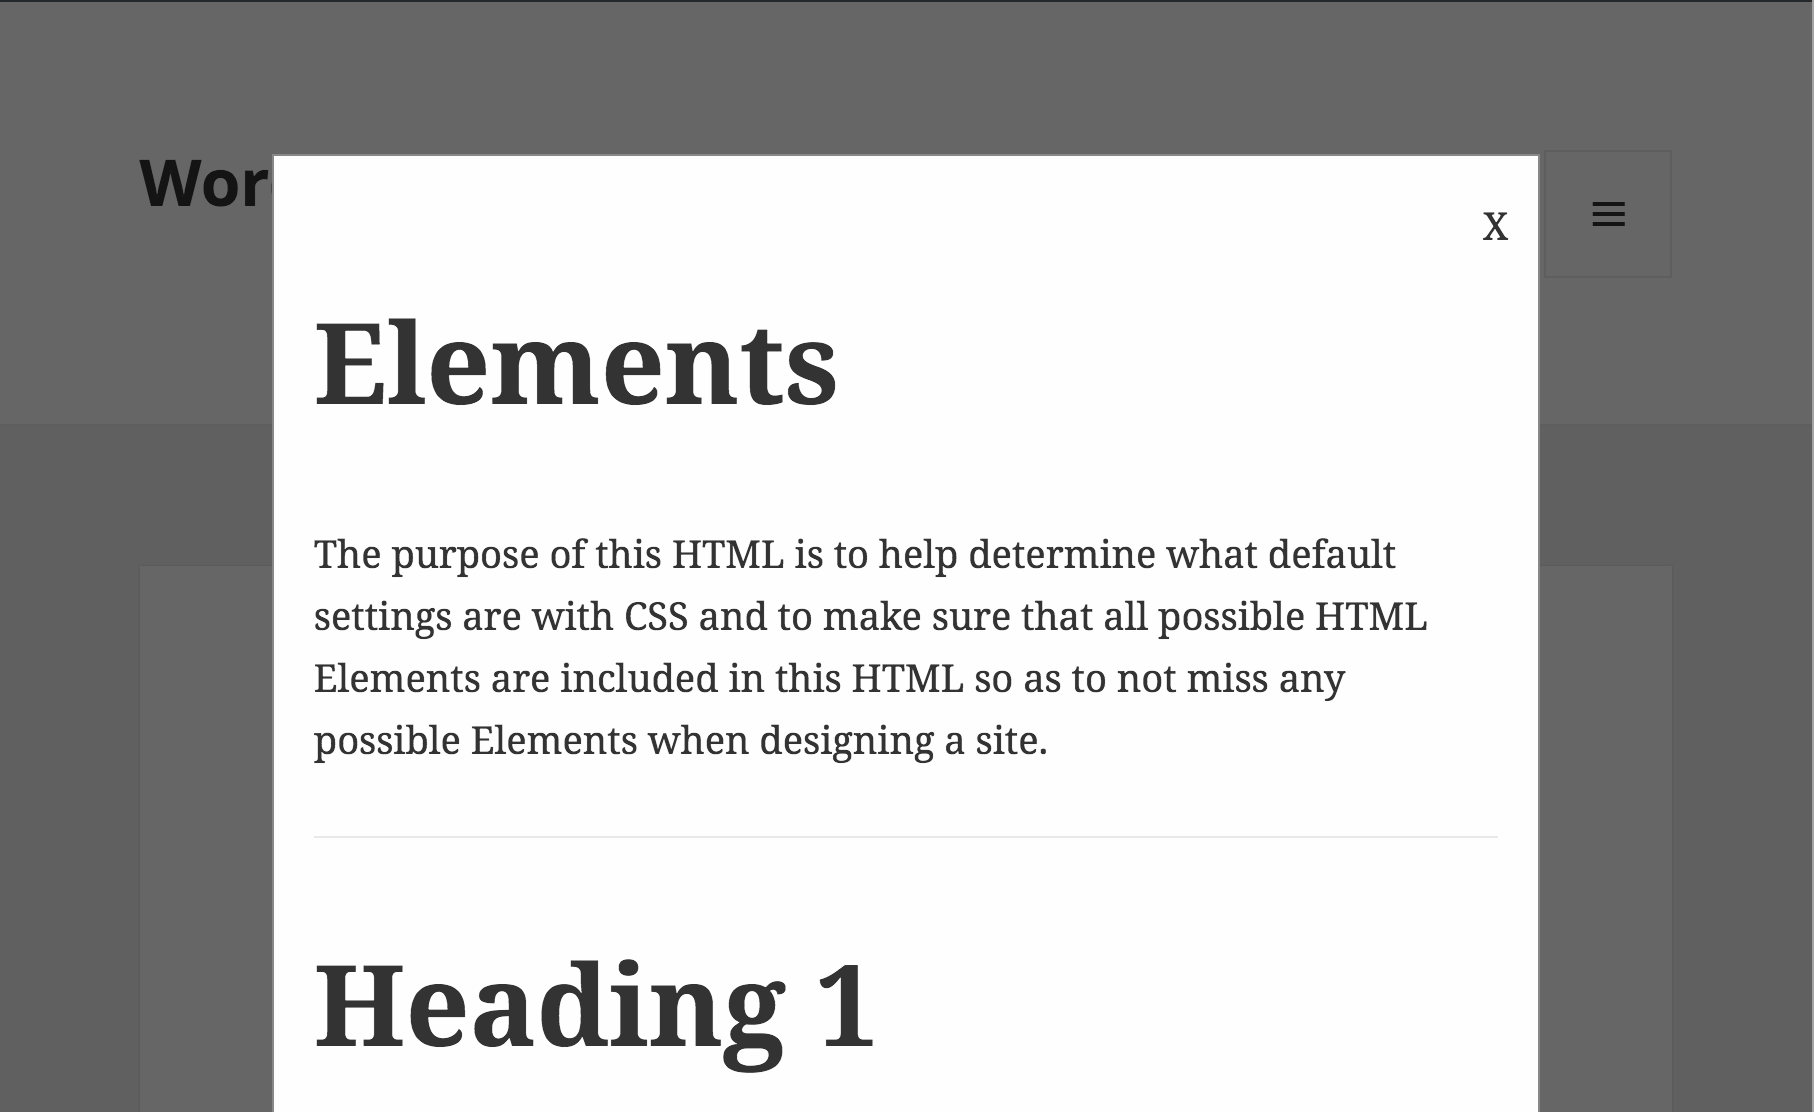 Wor
X
Elements
The purpose of this HTML is to help determine what default
settings are with CSS and to make sure that all possible HTML
Elements are included in this HTML so as to not miss any
possible Elements when designing a site.
Heading 1